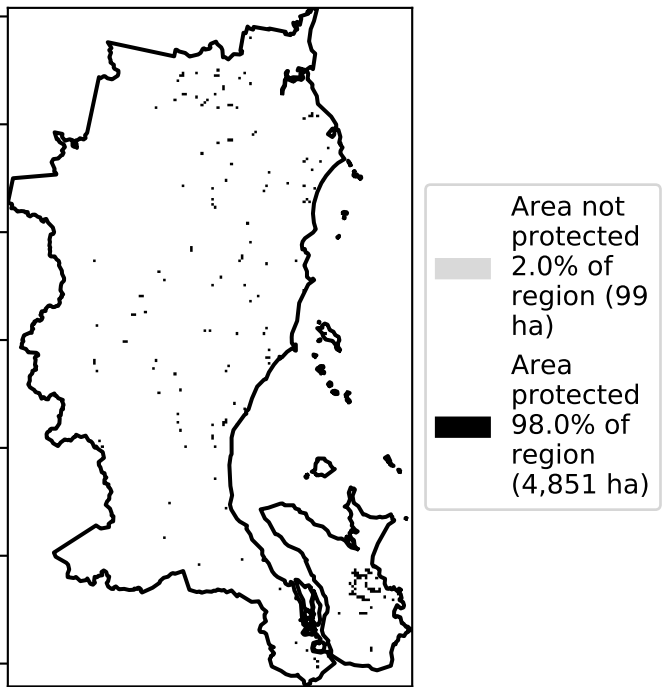 Area not
protected
2.0% of
region (99
ha)
Area
protected
98.0% of
region
(4,851 ha)